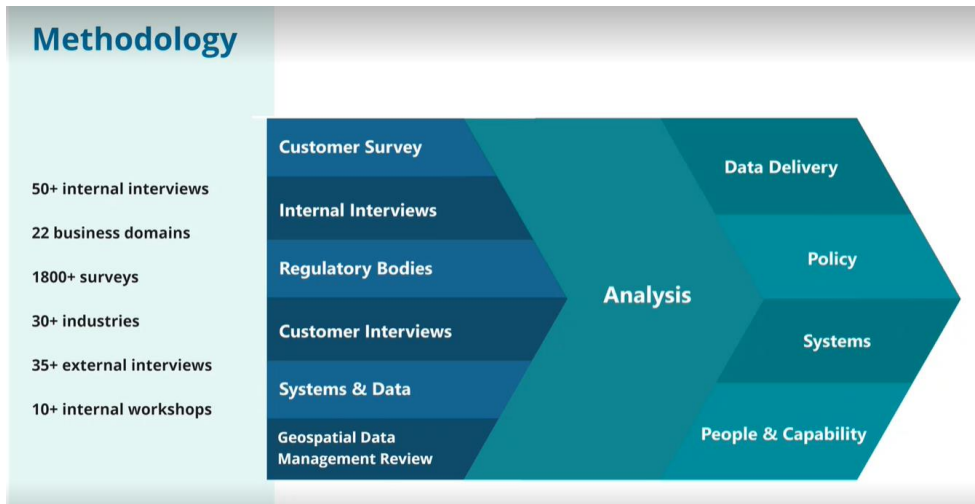 Methodology
50+ internal interviews
22 business domains
1800+ surveys
30+ industries
35+ external interviews
10+ internal workshops
Customer Survey
Internal Interviews
Regulatory Bodies
Customer Interviews
Systems & Data
Geospatial Data
Management Review
Analysis
Data Delivery
Policy
Systems
People & Capability